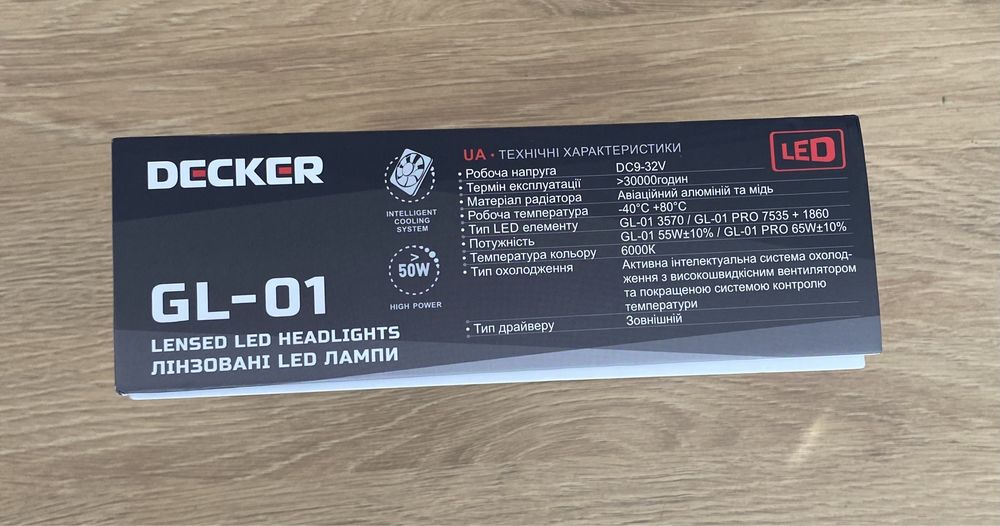 DECKER
INTELLIGENT
COOLING
SYSTEM
>
50W
HIGH POWER
GL-01
LENSED LED HEADLIGHTS
ЛІНЗОВАНІ LED ЛАМПИ
UA • ТЕХНІЧНІ ХАРАКТЕРИСТИКИ
LED
• Робоча напруга DC9-32V
• Термін експлуатації >30000годин
• Матеріал радіатора Авіаційний алюміній та мідь
• Робоча температура -40°C +80°C
• Тип LED елементу GL-01 3570 / GL-01 PRO 7535 + 1860
• Потужність GL-01 55W±10% / GL-01 PRO 65W±10%
• Температура кольору 6000K
• Тип охолодження Активна інтелектуальна система охолод-
ження з високошвидкісним вентилятором
та покращеною системою контролю
температури
• Тип драйверу Зовнішній